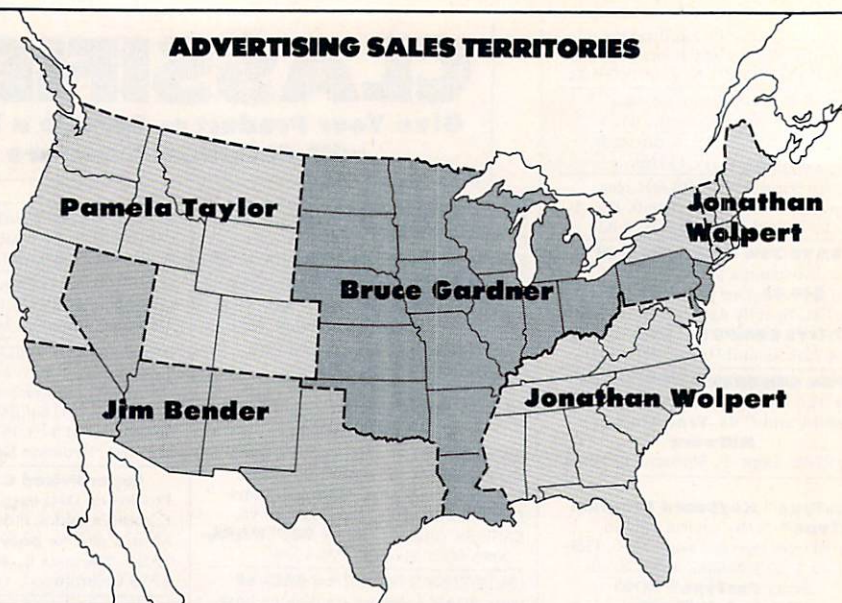 ADVERTISING SALES TERRITORIES
Pamela Taylor
Jonathan
Wolpert
Bruce Gardner
Jim Bender
Jonathan Wolpert